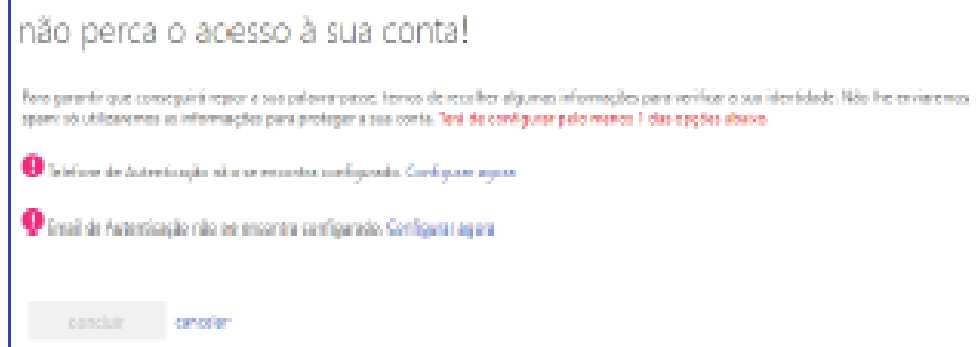 não perca o acesso à sua conta!
Para garantir que conseguirá repor a sua palavra-passe, temos de recolher algumas informações para verificar a sua identidade. Não lhe enviaremos
spam; só utilizaremos as informações para proteger a sua conta. Terá de configurar pelo menos 1 das opções abaixo.
Telefone de Autenticação não se encontra configurado. Configurar agora
Email de Autenticação não se encontra configurado. Configurar agora
concluir cancelar